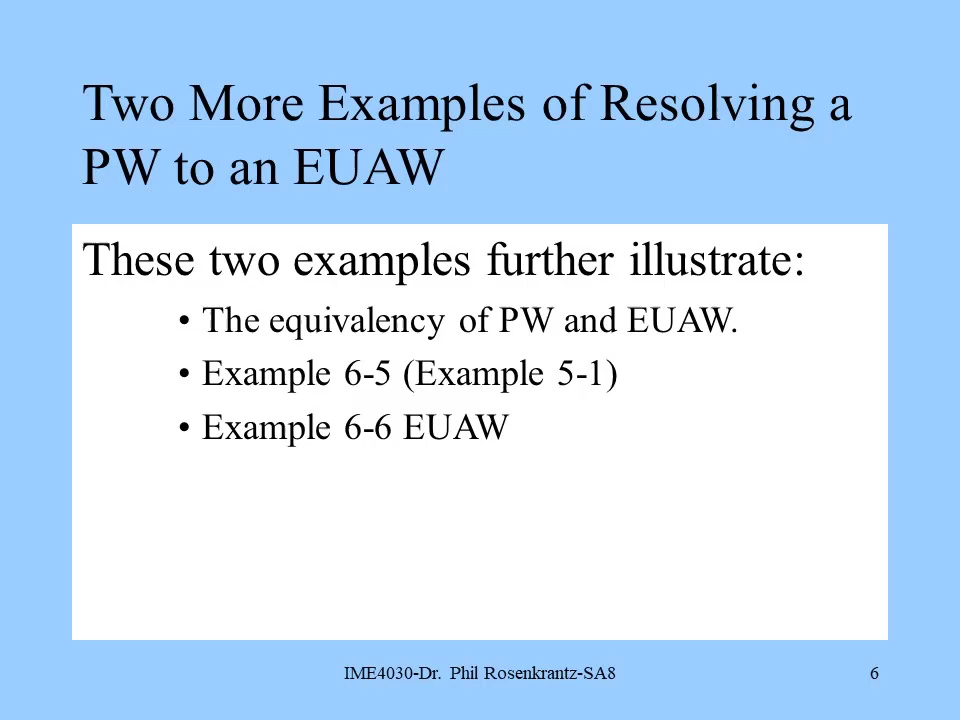 Two More Examples of Resolving a
PW to an EUAW
These two examples further illustrate:
• The equivalency of PW and EUAW.
• Example 6-5 (Example 5-1)
• Example 6-6 EUAW
IME4030-Dr. Phil Rosenkrantz-SA8
6